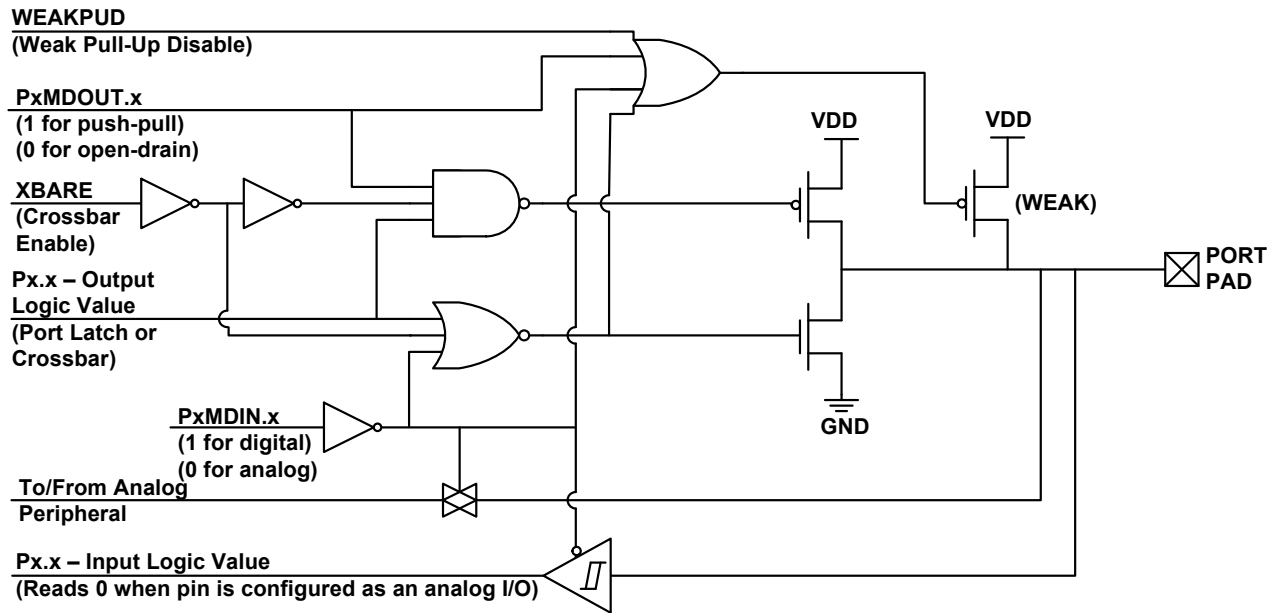 WEAKPUD
(Weak Pull-Up Disable)
PxMDOUT.x
(1 for push-pull)
(0 for open-drain)
XBARE
(Crossbar
Enable)
Px.x – Output
Logic Value
(Port Latch or
Crossbar)
PxMDIN.x
(1 for digital)
(0 for analog)
To/From Analog
Peripheral
Px.x – Input Logic Value
(Reads 0 when pin is configured as an analog I/O)
VDD
VDD
(WEAK)
GND
PORT
PAD